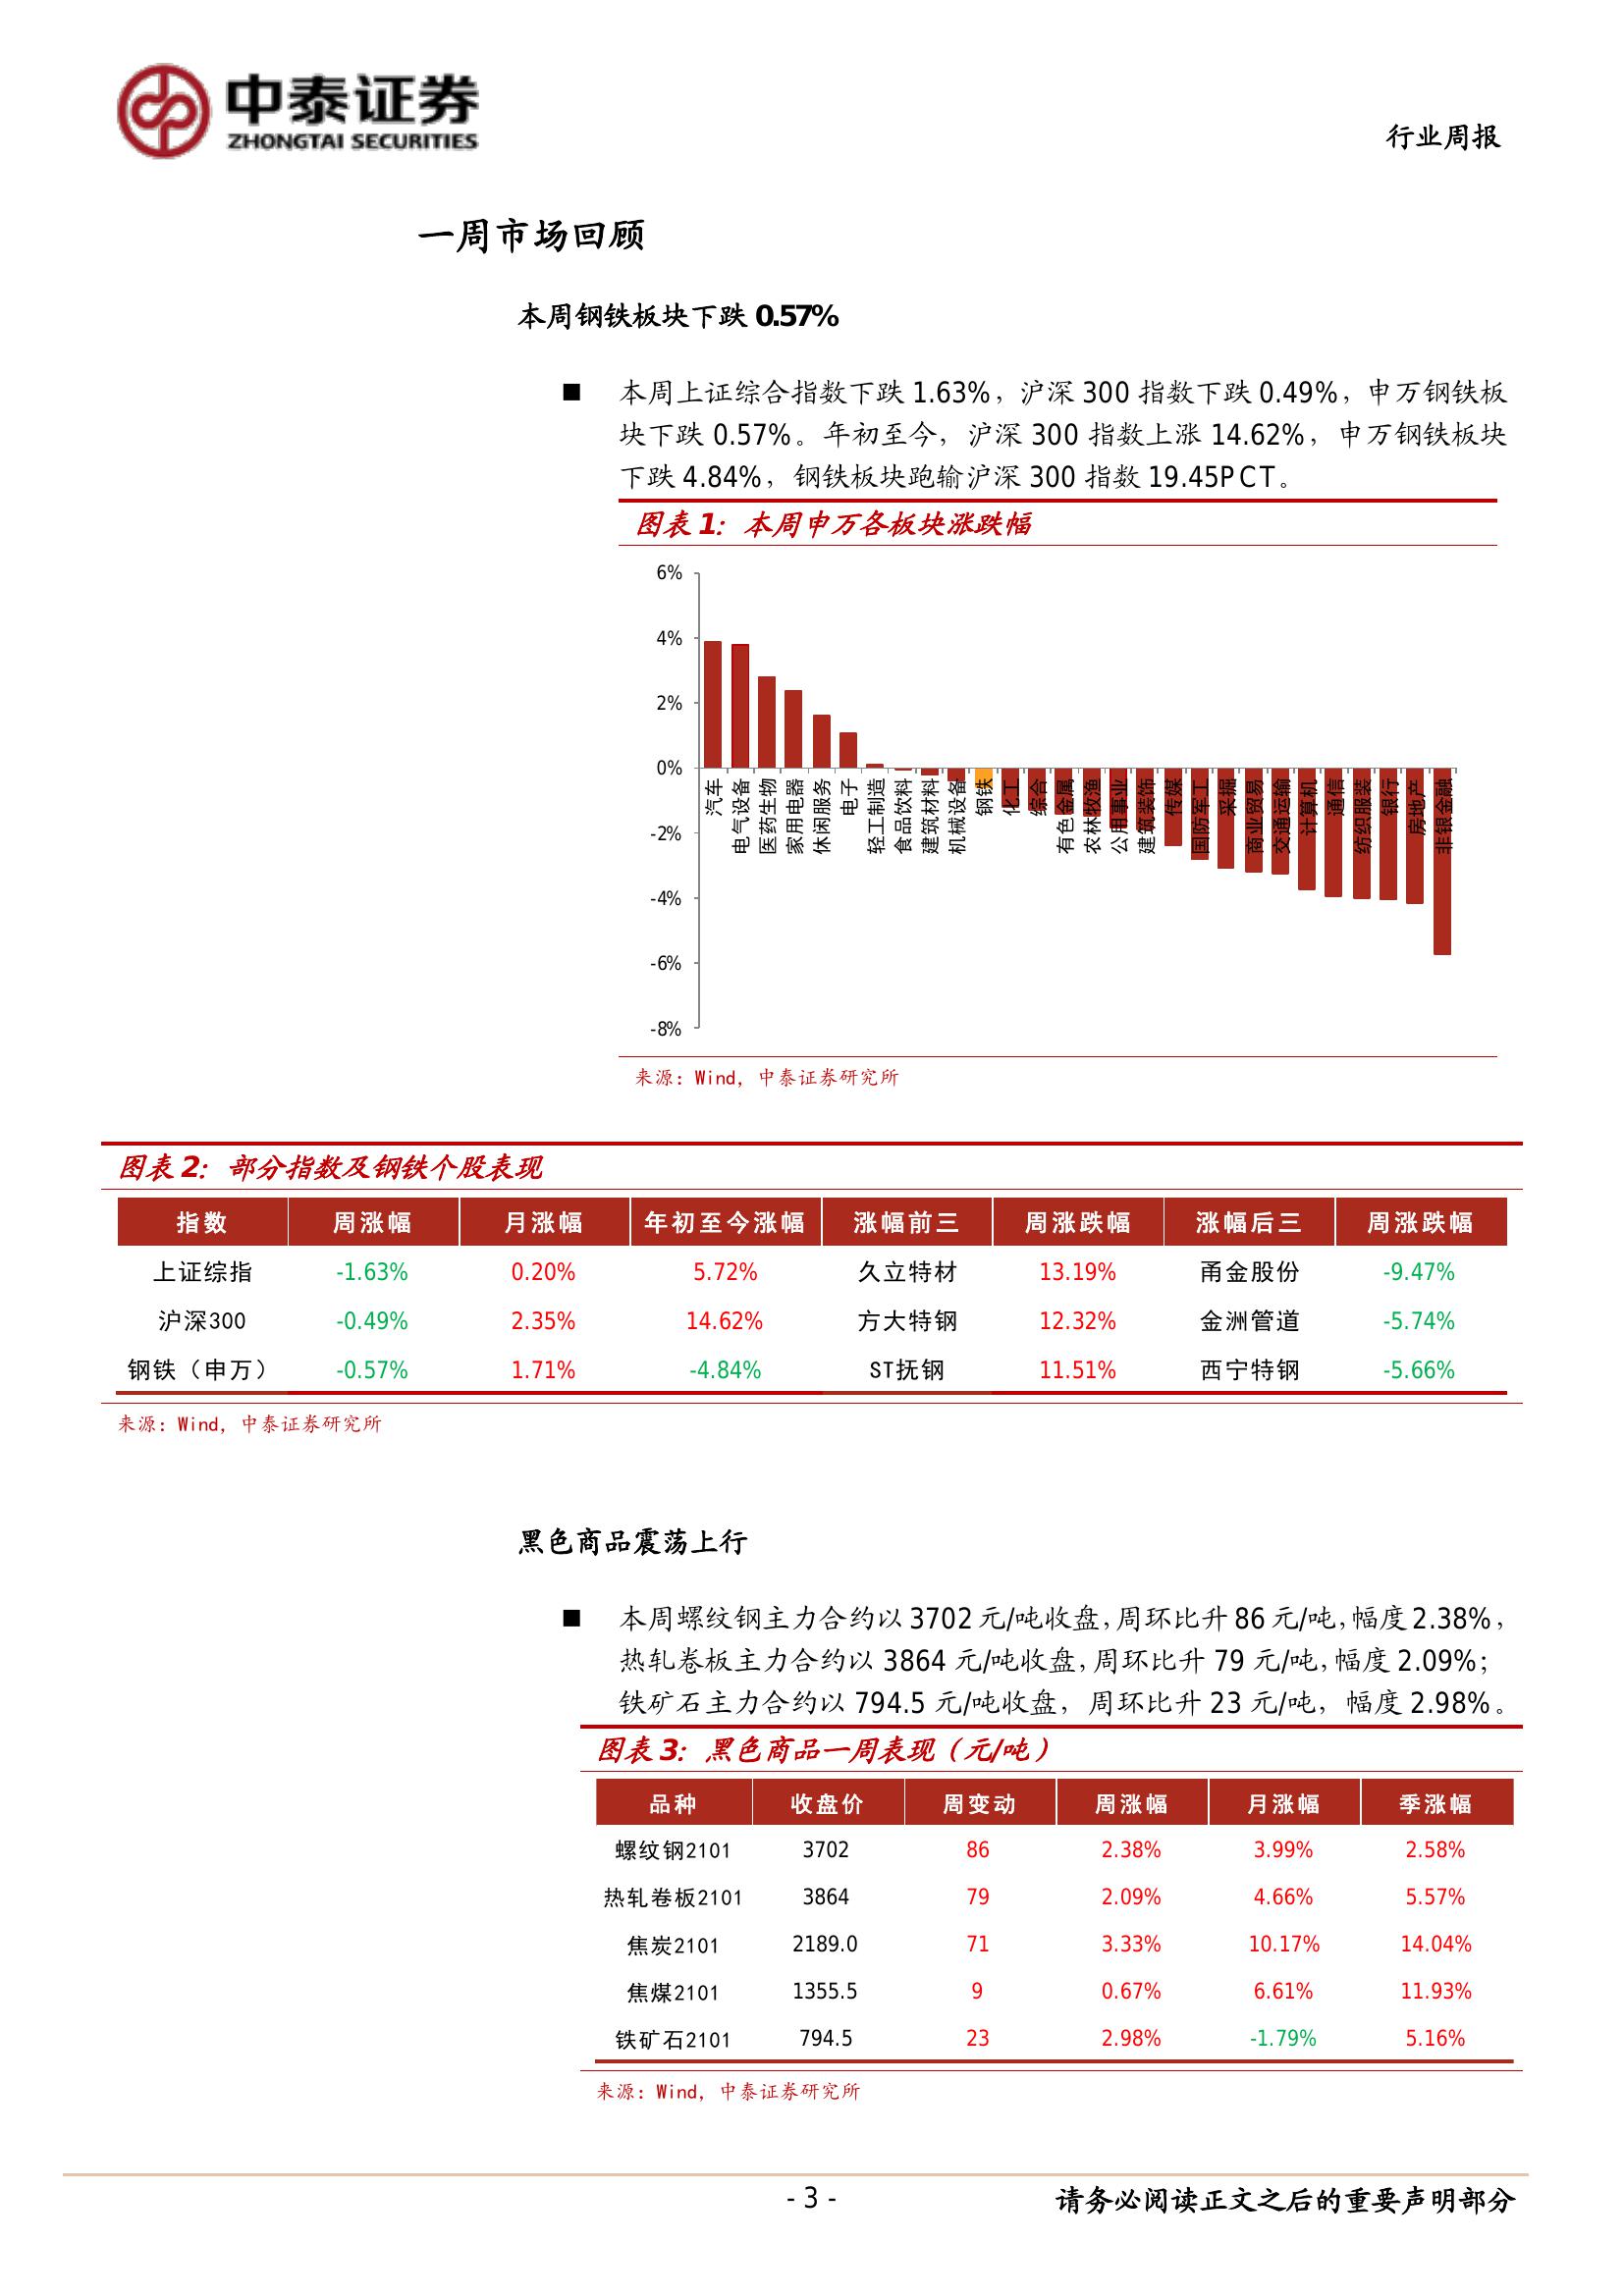 中泰证券
ZHONGTAI SECURITIES
行业周报
一周市场回顾
本周钢铁板块下跌 0.57%
■ 本周上证综合指数下跌 1.63%，沪深 300 指数下跌 0.49%，申万钢铁板
块下跌 0.57%。年初至今，沪深 300 指数上涨 14.62%，申万钢铁板块
下跌 4.84%，钢铁板块跑输沪深 300 指数 19.45PCT。
图表 1：本周申万各板块涨跌幅
6%
4%
2%
0%
-2%
-4%
-6%
-8%
汽车
电气设备
医药生物
家用电器
休闲服务
电子
轻工制造
食品饮料
建筑材料
机械设备
钢铁
化工
综合
有色金属
农林牧渔
公用事业
建筑装饰
传媒
国防军工
采掘
商业贸易
交通运输
计算机
通信
纺织服装
银行
房地产
非银金融
来源：Wind，中泰证券研究所
图表 2：部分指数及钢铁个股表现
指数 周涨幅 月涨幅 年初至今涨幅 涨幅前三 周涨跌幅 涨幅后三 周涨跌幅
上证综指 -1.63% 0.20% 5.72% 久立特材 13.19% 甬金股份 -9.47%
沪深300 -0.49% 2.35% 14.62% 方大特钢 12.32% 金洲管道 -5.74%
钢铁（申万） -0.57% 1.71% -4.84% ST抚钢 11.51% 西宁特钢 -5.66%
来源：Wind，中泰证券研究所
黑色商品震荡上行
■ 本周螺纹钢主力合约以 3702 元/吨收盘，周环比升 86 元/吨，幅度 2.38%，
热轧卷板主力合约以 3864 元/吨收盘，周环比升 79 元/吨，幅度 2.09%；
铁矿石主力合约以 794.5 元/吨收盘，周环比升 23 元/吨，幅度 2.98%。
图表 3：黑色商品一周表现（元/吨）
品种 收盘价 周变动 周涨幅 月涨幅 季涨幅
螺纹钢2101 3702 86 2.38% 3.99% 2.58%
热轧卷板2101 3864 79 2.09% 4.66% 5.57%
焦炭2101 2189.0 71 3.33% 10.17% 14.04%
焦煤2101 1355.5 9 0.67% 6.61% 11.93%
铁矿石2101 794.5 23 2.98% -1.79% 5.16%
来源：Wind，中泰证券研究所
- 3 -
请务必阅读正文之后的重要声明部分